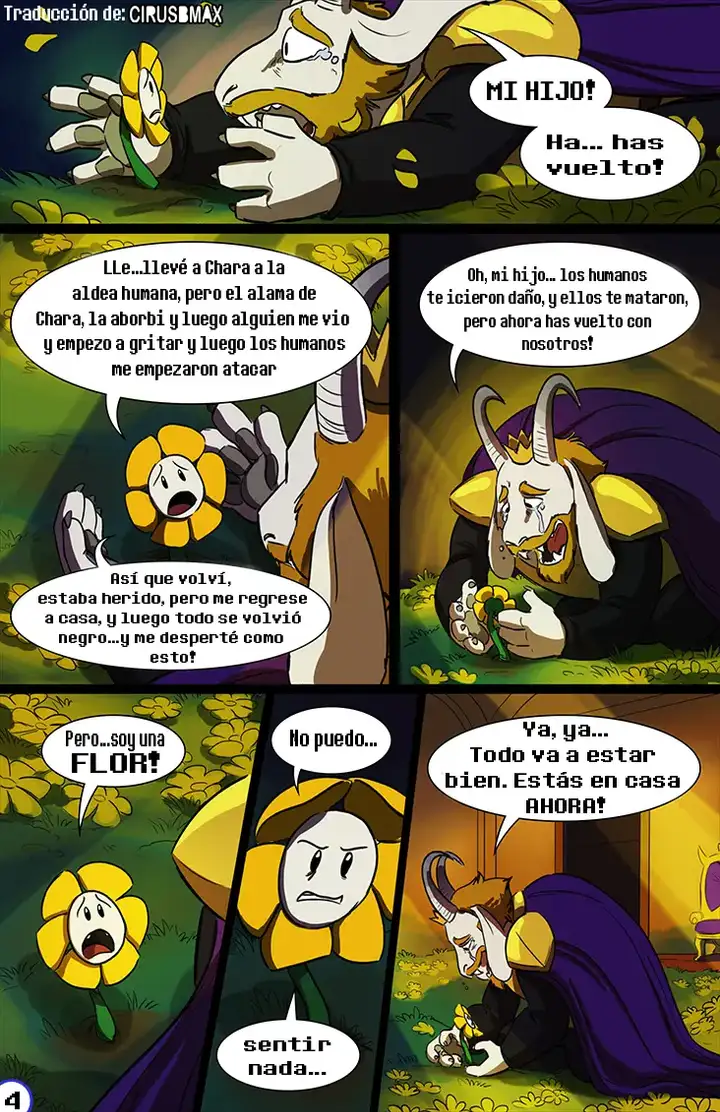 Traducción de: CIRUSBMAX
MI HIJO!
Ha... has
vuelto!
LLe...llevé a Chara a la
aldea humana, pero el alama de
Chara, la aborbi y luego alguien me vio
y empezo a gritar y luego los humanos
me empezaron atacar
Así que volví,
estaba herido, pero me regrese
a casa, y luego todo se volvió
negro...y me desperté como
esto!
Oh, mi hijo... los humanos
te icieron daño, y ellos te mataron,
pero ahora has vuelto con
nosotros!
Pero...soy una
FLOR!
No puedo...
sentir
nada...
Ya, ya...
Todo va a estar
bien. Estás en casa
AHORA!
4